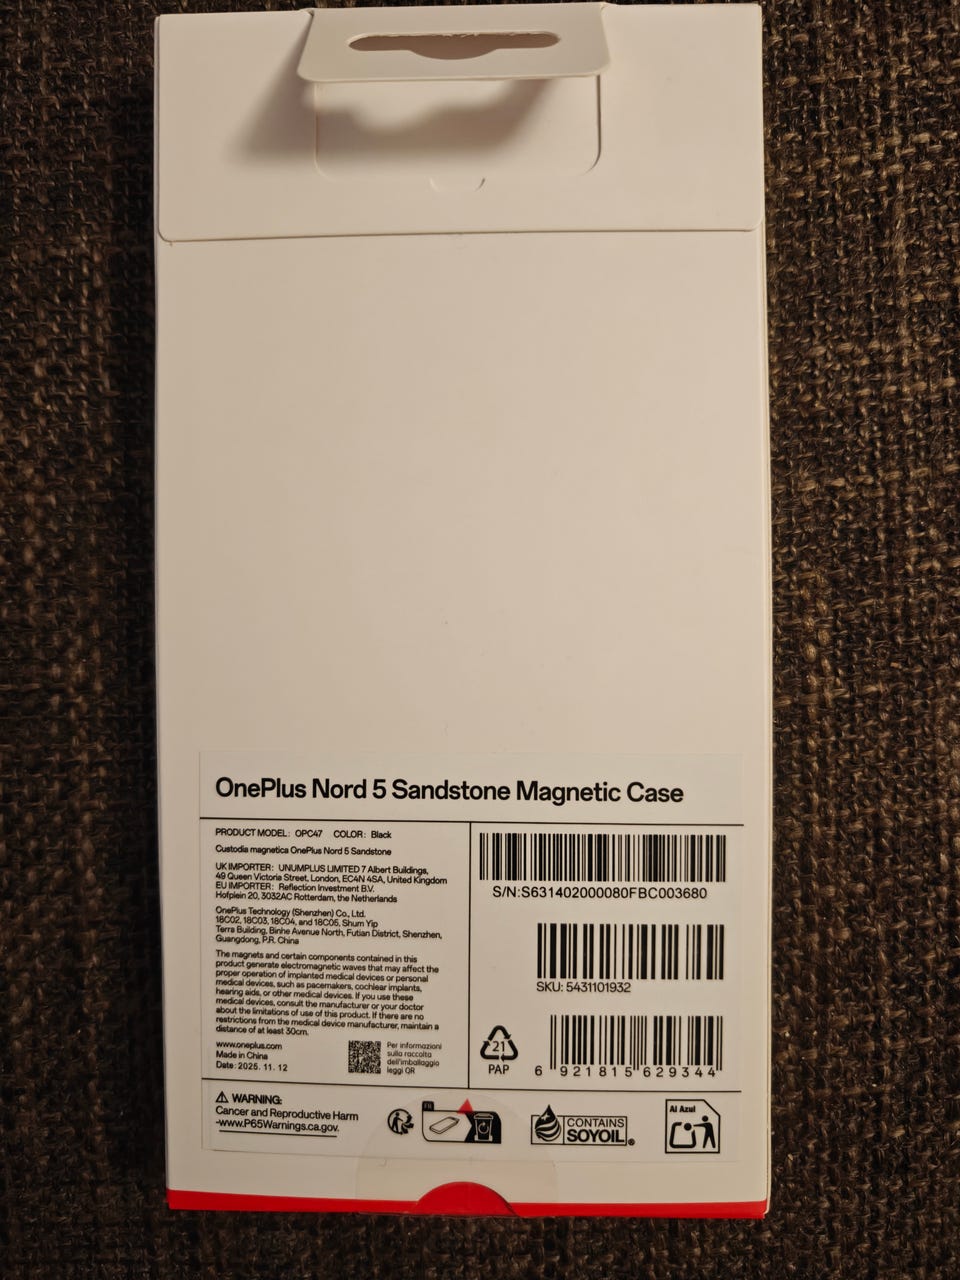 OnePlus Nord 5 Sandstone Magnetic Case
PRODUCT MODEL: OPC47 COLOR: Black
Custodia magnetica OnePlus Nord 5 Sandstone
UK IMPORTER: UNUMPLUS LIMITED 7 Albert Buildings,
49 Queen Victoria Street, London, EC4N 4SA, United Kingdom
EU IMPORTER: Reflection Investment B.V.
Hofplein 20, 3032AC Rotterdam, the Netherlands
OnePlus Technology (Shenzhen) Co., Ltd.
18C02, 18C03, 18C04, and 18C05, Shum Yip
Terra Building, Binhe Avenue North, Futian District, Shenzhen,
Guangdong, P.R. China
The magnets and certain components contained in this
product generate electromagnetic waves that may affect the
proper operation of implanted medical devices or personal
medical devices, such as pacemakers, cochlear implants,
hearing aids, or other medical devices. If you use these
medical devices, consult the manufacturer or your doctor
about the limitations of use of this product. If there are no
restrictions from the medical device manufacturer, maintain a
distance of at least 30cm.
www.oneplus.com
Made in China
Date: 2025. 11. 12
Per informazioni
sulla raccolta
dell'imballaggio
leggi QR
S/N:S631402000080FBC003680
SKU: 5431101932
21
PAP
6 921815 629344
WARNING:
Cancer and Reproductive Harm
-www.P65Warnings.ca.gov.
FR
CONTAINS
SOYOIL®
Al Azul